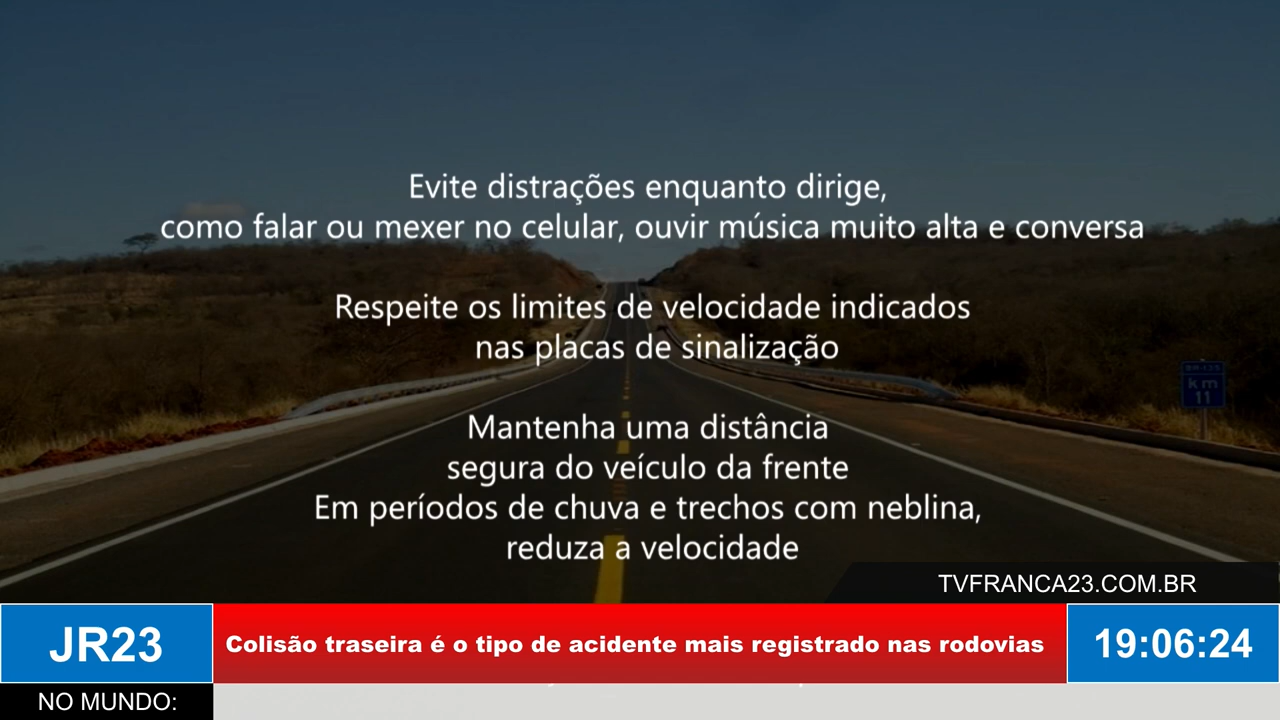 Evite distrações enquanto dirige,
como falar ou mexer no celular, ouvir música muito alta e conversa
Respeite os limites de velocidade indicados
nas placas de sinalização
Mantenha uma distância
segura do veículo da frente
Em períodos de chuva e trechos com neblina,
reduza a velocidade
km
11
TVFRANCA23.COM.BR
JR23
Colisão traseira é o tipo de acidente mais registrado nas rodovias
19:06:24
NO MUNDO: